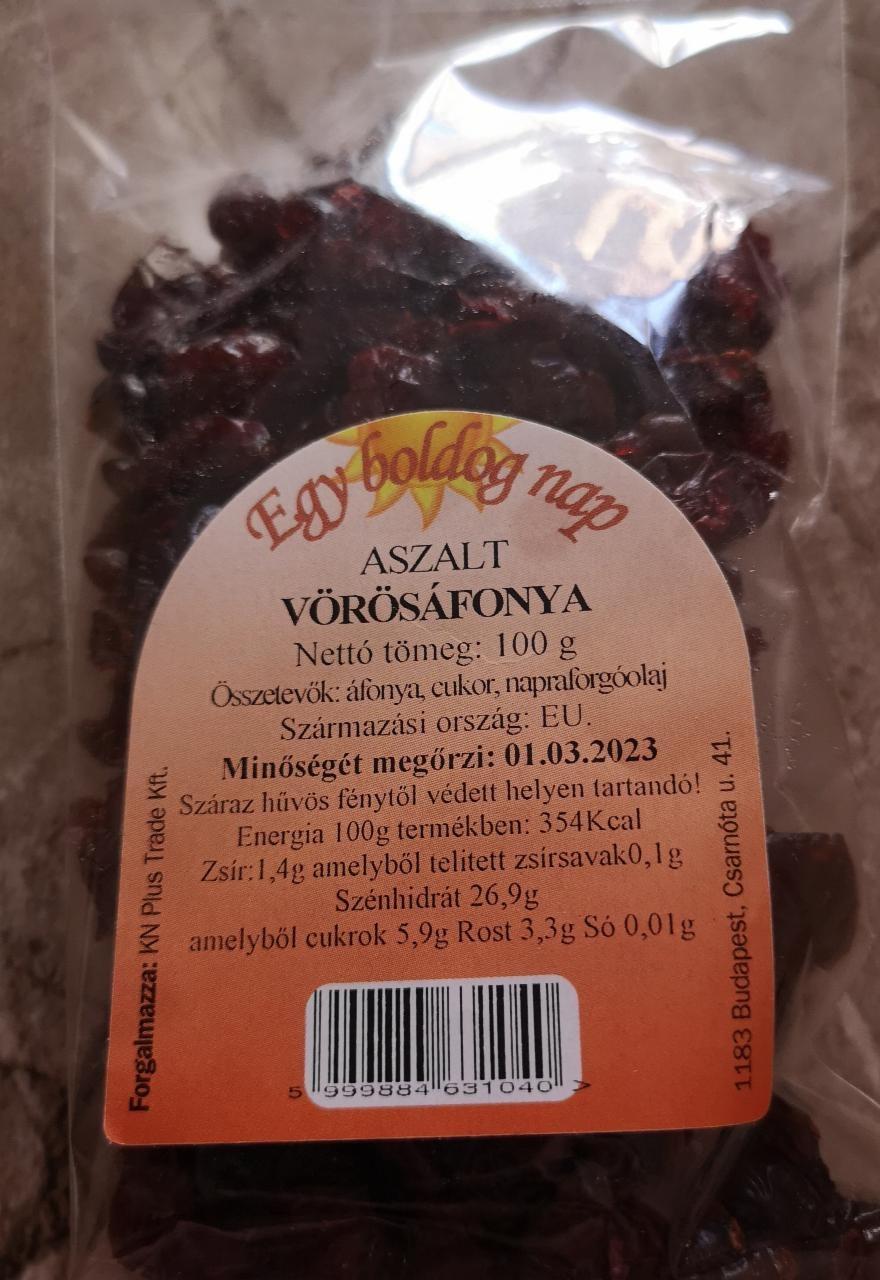 Egy boldog nap
ASZALT
VÖRÖSÁFONYA
Nettó tömeg: 100 g
Összetevők: áfonya, cukor, napraforgóolaj
Származási ország: EU.
Minőségét megőrzi: 01.03.2023
Száraz hűvös fénytől védett helyen tartandó!
Energia 100g termékben: 354Kcal
Zsír:1,4g amelyből telitett zsírsavak0,1g
Szénhidrát 26,9g
amelyből cukrok 5,9g Rost 3,3g Só 0,01g
Forgalmazza: KN Plus Trade Kft.
1183 Budapest, Csarnóta u. 41.
5 999884 631040 >